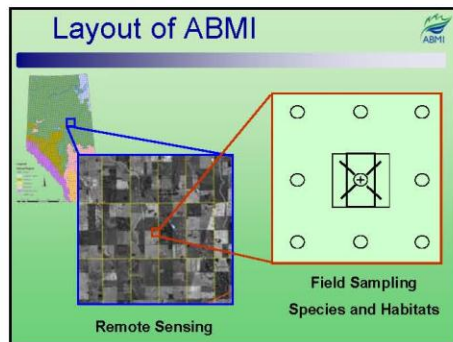 Layout of ABMI
ABMI
Field Sampling
Species and Habitats
Remote Sensing